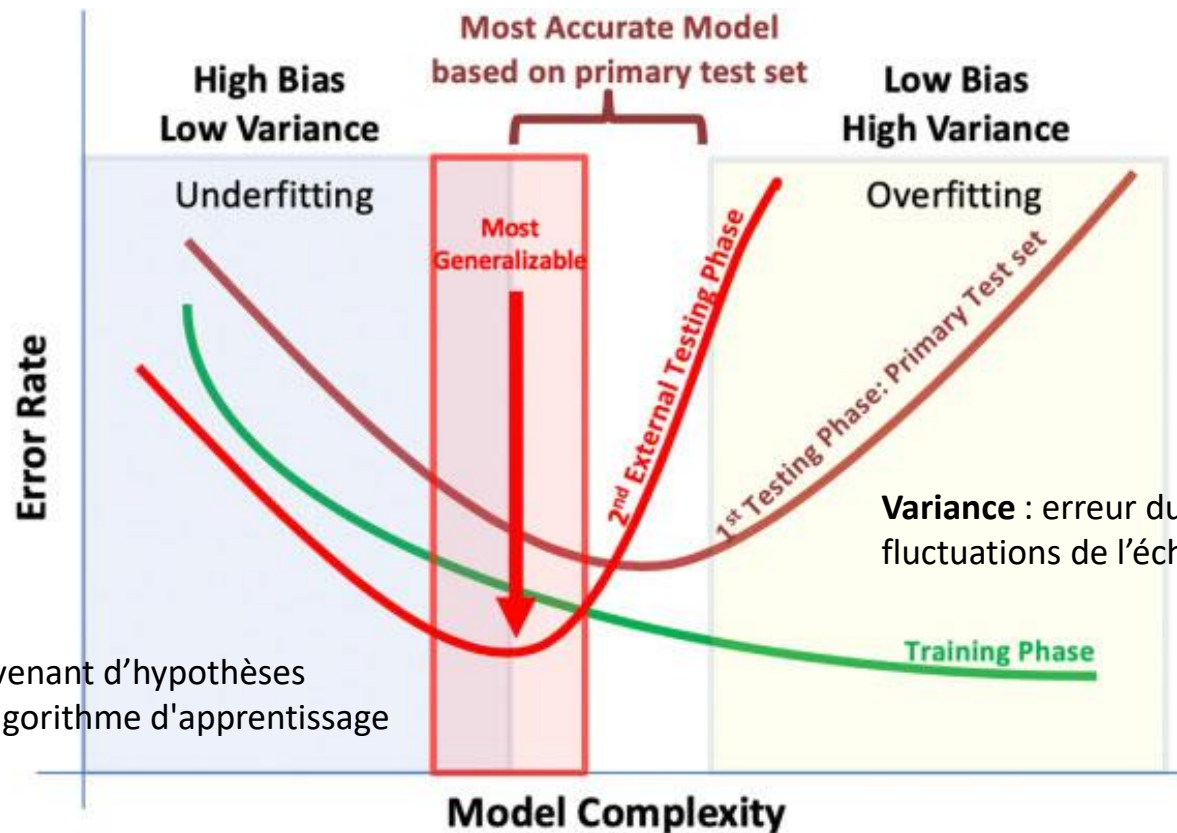 Most Accurate Model
based on primary test set
High Bias
Low Variance
Low Bias
High Variance
Underfitting
Overfitting
Most
Generalizable
2nd External Testing Phase
1st Testing Phase: Primary Test set
Variance : erreur du
fluctuations de l’éch
Training Phase
venant d’hypothèses
gorithme d'apprentissage
Error Rate
Model Complexity